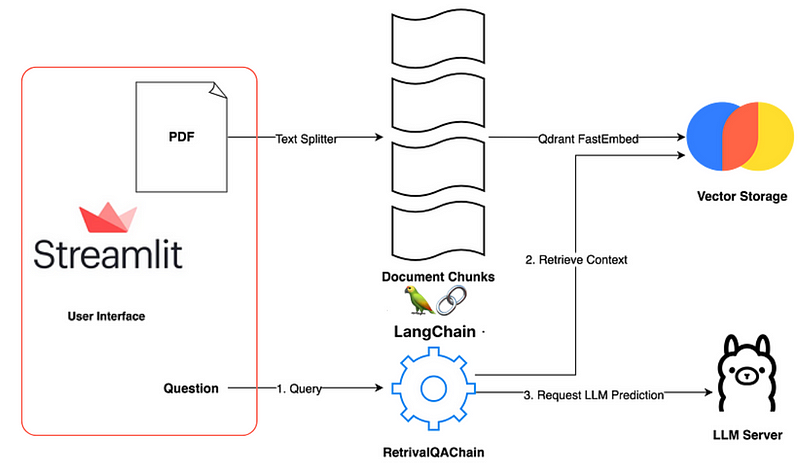 PDF
Text Splitter
Qdrant FastEmbed
Vector Storage
Streamlit
User Interface
Document Chunks
2. Retrieve Context
LangChain
Question
1. Query
3. Request LLM Prediction
RetrivalQAChain
LLM Server